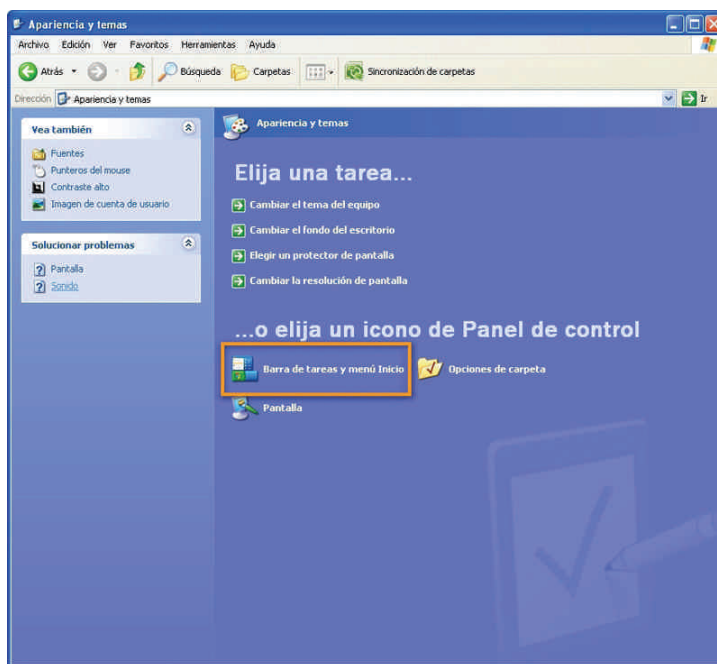 Apariencia y temas
Archivo Edición Ver Favoritos Herramientas Ayuda
Atrás Búsqueda Carpetas Sincronización de carpetas
Dirección Apariencia y temas Ir
Vea también
Fuentes
Punteros del mouse
Contraste alto
Imagen de cuenta de usuario
Solucionar problemas
Pantalla
Sonido
Apariencia y temas
Elija una tarea...
Cambiar el tema del equipo
Cambiar el fondo del escritorio
Elegir un protector de pantalla
Cambiar la resolución de pantalla
...o elija un icono de Panel de control
Barra de tareas y menú Inicio Opciones de carpeta
Pantalla